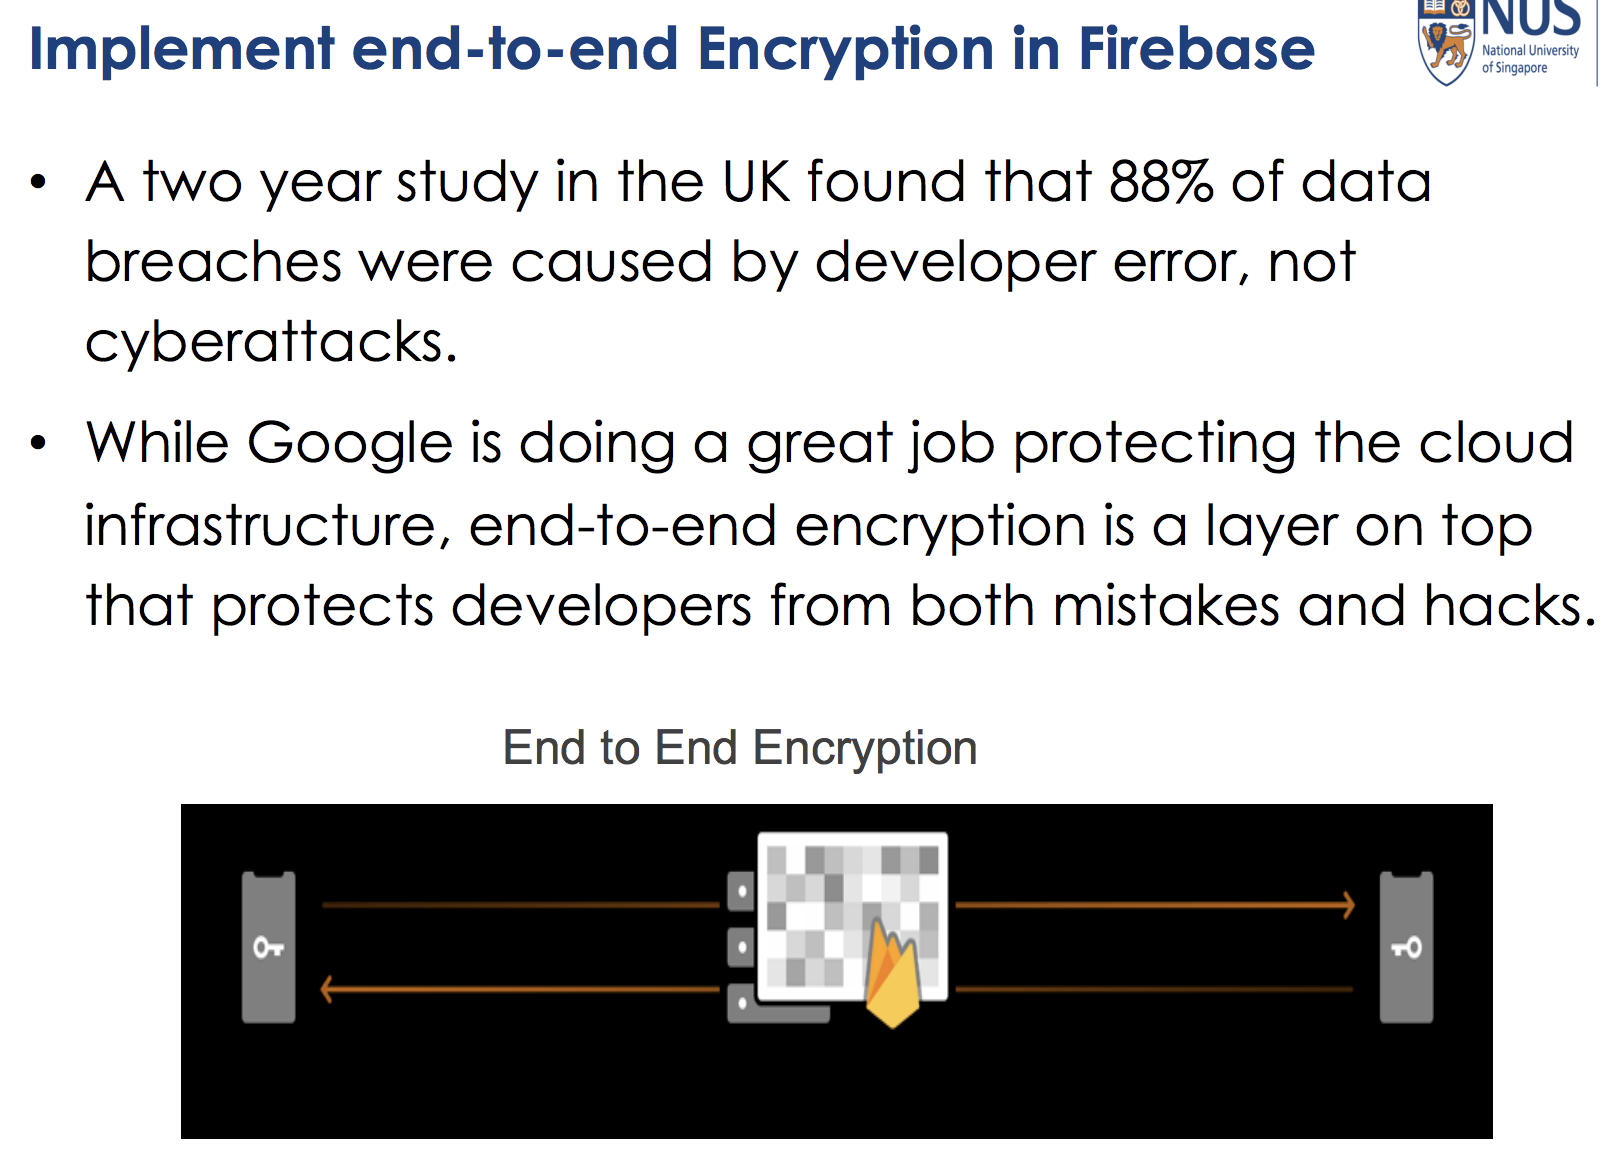 Implement end-to-end Encryption in Firebase
NUS
National University
of Singapore
• A two year study in the UK found that 88% of data
breaches were caused by developer error, not
cyberattacks.
• While Google is doing a great job protecting the cloud
infrastructure, end-to-end encryption is a layer on top
that protects developers from both mistakes and hacks.
End to End Encryption